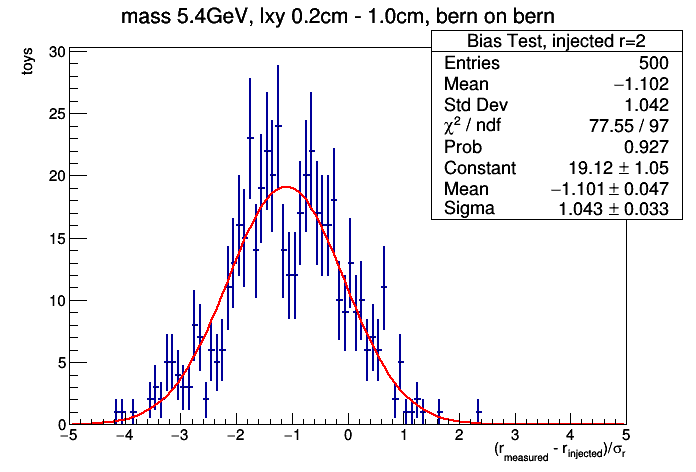 mass 5.4GeV, lxy 0.2cm - 1.0cm, bern on bern
Bias Test, injected r=2
Entries 500
Mean −1.102
Std Dev 1.042
χ² / ndf 77.55 / 97
Prob 0.927
Constant 19.12 ± 1.05
Mean −1.101 ± 0.047
Sigma 1.043 ± 0.033
toys
30
25
20
15
10
5
0
−5 −4 −3 −2 −1 0 1 2 3 4 5
(r_measured - r_injected)/σ_r